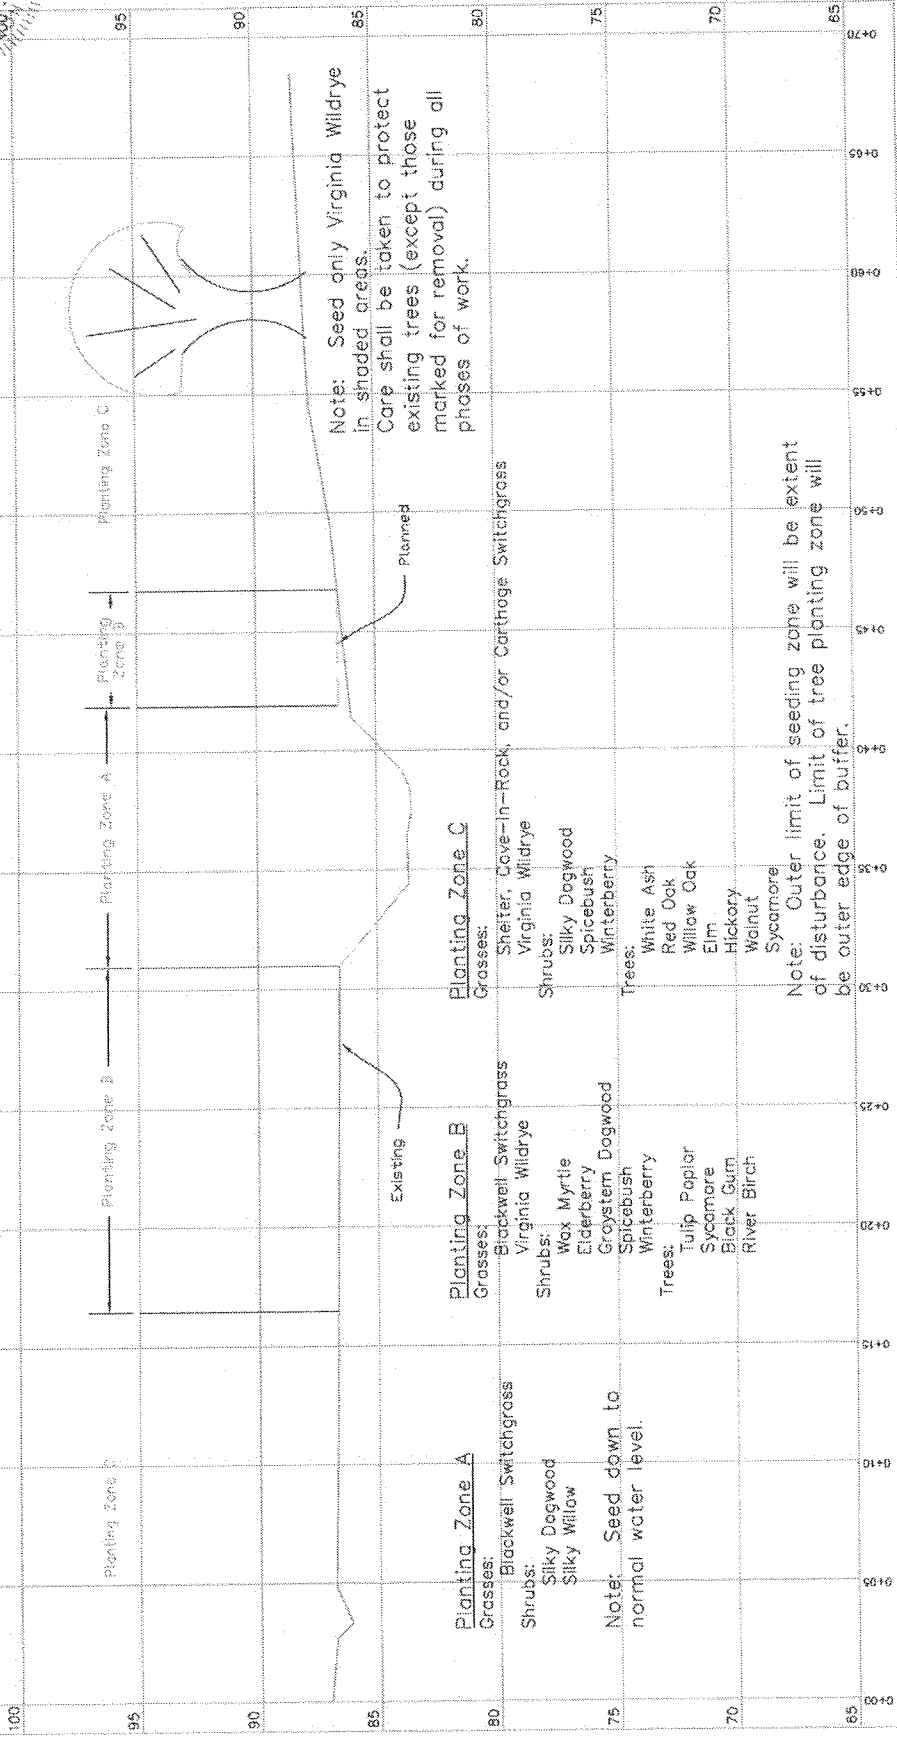 100
95
90
85
80
75
70
65
100
95
90
85
80
75
70
65
Planting Zone C
Planting Zone B
Planting Zone A
Planting
Zone B
Planting Zone C
Existing
Planned
Note: Seed only Virginia Wildrye
in shaded areas.
Care shall be taken to protect
existing trees (except those
marked for removal) during all
phases of work.
Planting Zone A
Grasses:
Blackwell Switchgrass
Shrubs:
Silky Dogwood
Silky Willow
Note: Seed down to
normal water level.
Planting Zone B
Grasses:
Blackwell Switchgrass
Virginia Wildrye
Shrubs:
Wax Myrtle
Elderberry
Graystem Dogwood
Spicebush
Winterberry
Trees:
Tulip Poplar
Sycamore
Black Gum
River Birch
Planting Zone C
Grasses:
Shelter, Cave-In-Rock, and/or Carthage Switchgrass
Virginia Wildrye
Shrubs:
Silky Dogwood
Spicebush
Winterberry
Trees:
White Ash
Red Oak
Willow Oak
Elm
Hickory
Walnut
Sycamore
Note: Outer limit of seeding zone will be extent
of disturbance. Limit of tree planting zone will
be outer edge of buffer.
0+00
0+05
0+10
0+15
0+20
0+25
0+30
0+35
0+40
0+45
0+50
0+55
0+60
0+65
0+70